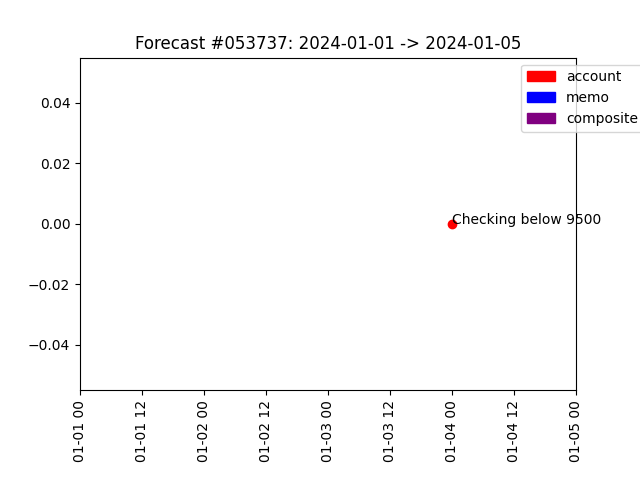 Forecast #053737: 2024-01-01 -> 2024-01-05
account
memo
composite
0.04
0.02
0.00
−0.02
−0.04
Checking below 9500
01-01 00
01-01 12
01-02 00
01-02 12
01-03 00
01-03 12
01-04 00
01-04 12
01-05 00